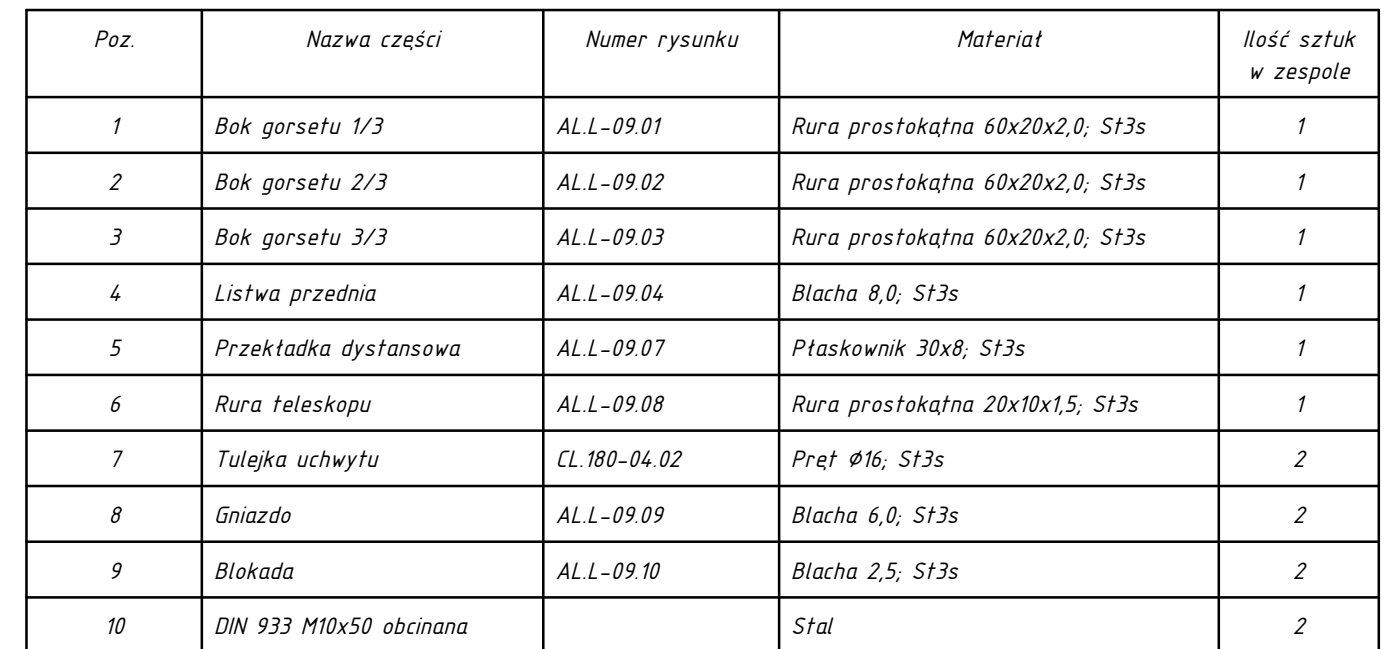 Poz. Nazwa części Numer rysunku Materiał Ilość sztuk
w zespole
1 Bok gorsetu 1/3 AL.L-09.01 Rura prostokątna 60x20x2,0; St3s 1
2 Bok gorsetu 2/3 AL.L-09.02 Rura prostokątna 60x20x2,0; St3s 1
3 Bok gorsetu 3/3 AL.L-09.03 Rura prostokątna 60x20x2,0; St3s 1
4 Listwa przednia AL.L-09.04 Blacha 8,0; St3s 1
5 Przekładka dystansowa AL.L-09.07 Płaskownik 30x8; St3s 1
6 Rura teleskopu AL.L-09.08 Rura prostokątna 20x10x1,5; St3s 1
7 Tulejka uchwytu CL.180-04.02 Pręt Ø16; St3s 2
8 Gniazdo AL.L-09.09 Blacha 6,0; St3s 2
9 Blokada AL.L-09.10 Blacha 2,5; St3s 2
10 DIN 933 M10x50 obcinana Stal 2